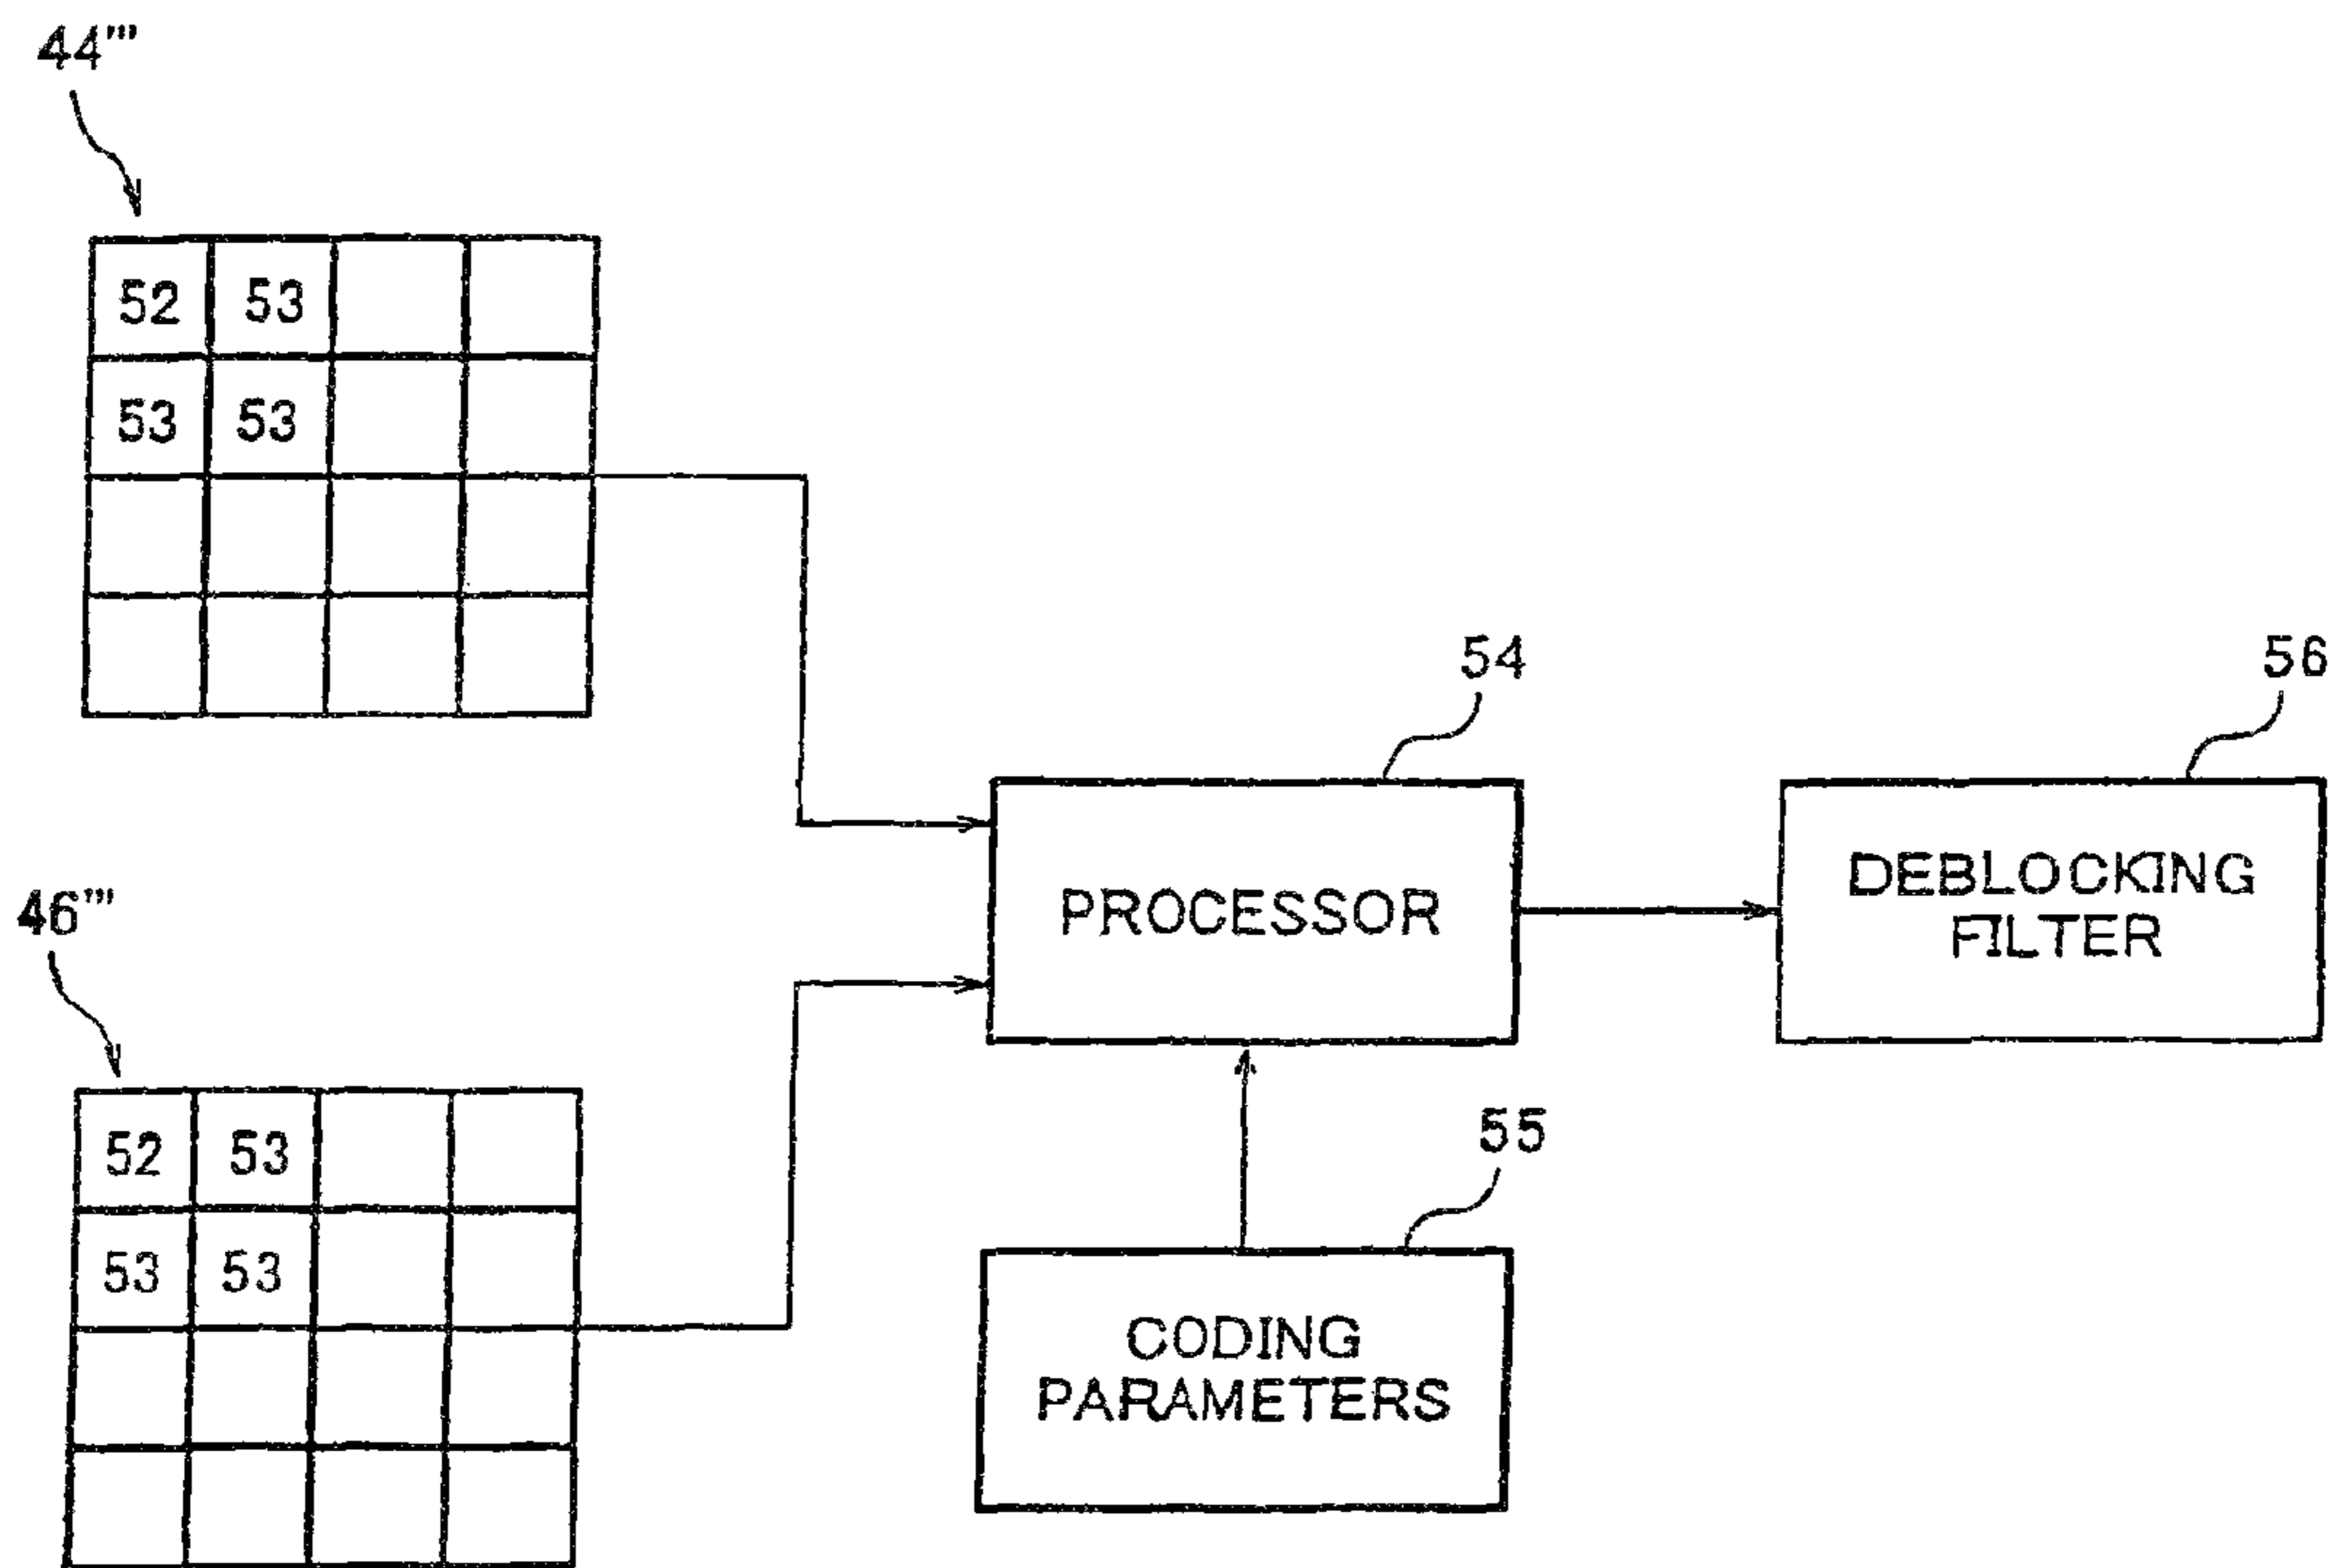 44'''
52 53
53 53
54
56
PROCESSOR
DEBLOCKING
FILTER
46'''
52 53
53 53
55
CODING
PARAMETERS